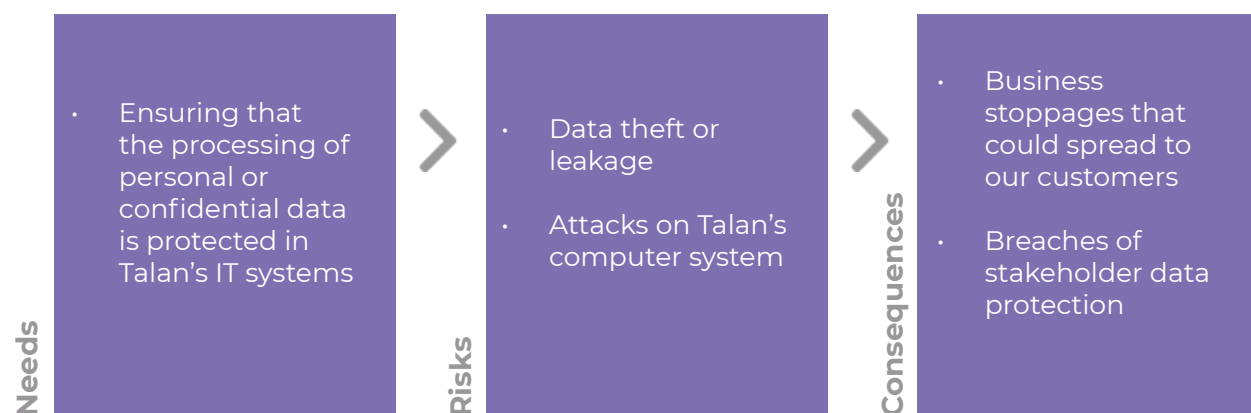 Needs
• Ensuring that
the processing of
personal or
confidential data
is protected in
Talan’s IT systems
Risks
• Data theft or
leakage
• Attacks on Talan’s
computer system
Consequences
• Business
stoppages that
could spread to
our customers
• Breaches of
stakeholder data
protection